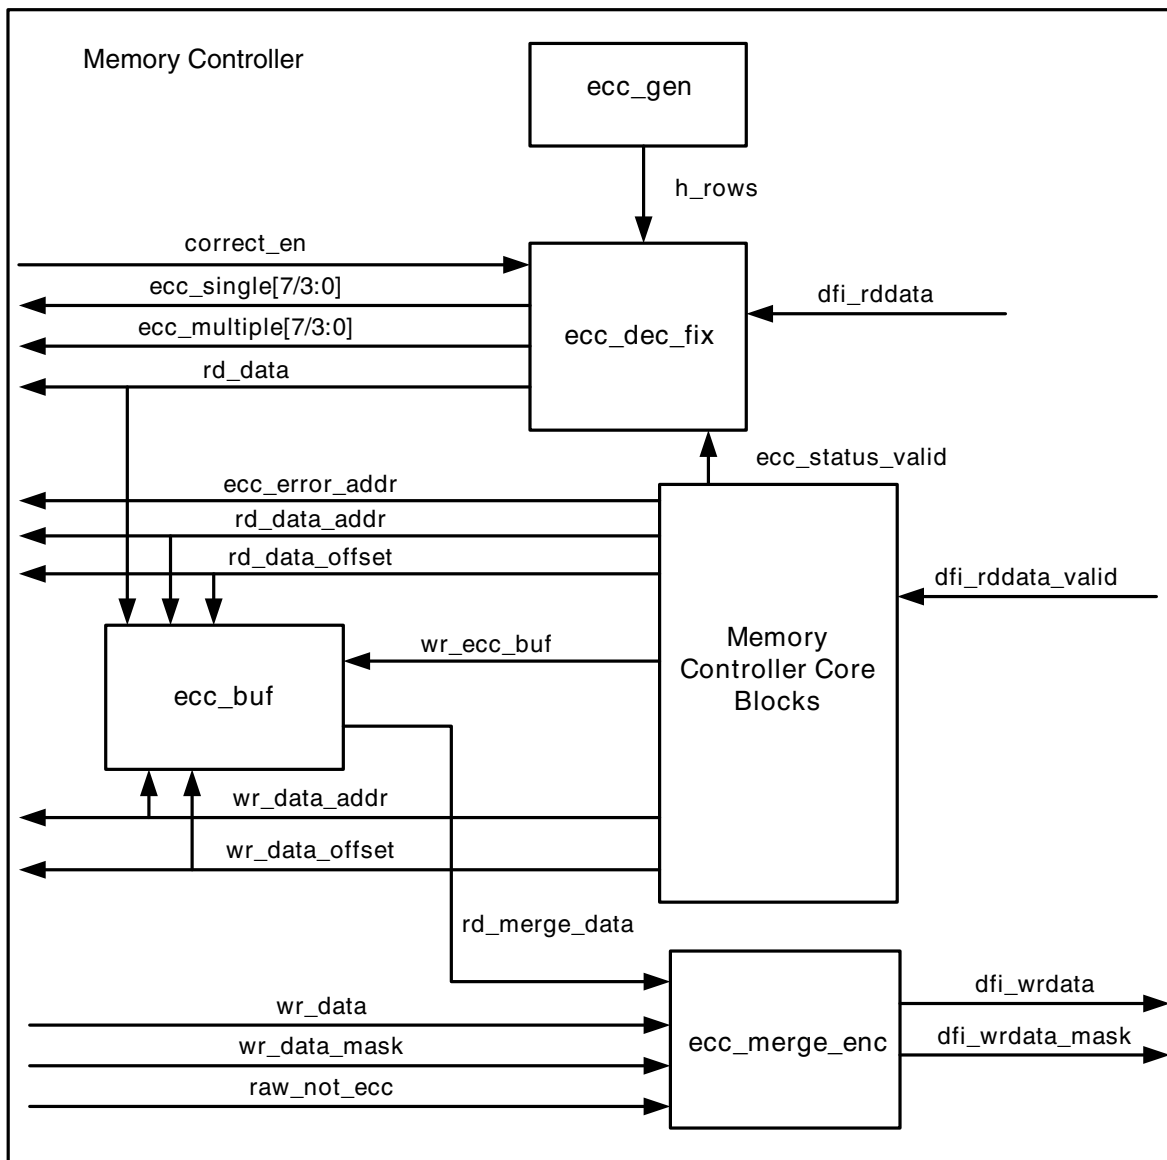 Memory Controller
ecc_gen
h_rows
correct_en
ecc_single[7/3:0]
ecc_multiple[7/3:0]
rd_data
ecc_dec_fix
dfi_rddata
ecc_status_valid
ecc_error_addr
rd_data_addr
rd_data_offset
dfi_rddata_valid
wr_ecc_buf
ecc_buf
Memory
Controller Core
Blocks
wr_data_addr
wr_data_offset
rd_merge_data
wr_data
wr_data_mask
raw_not_ecc
ecc_merge_enc
dfi_wrdata
dfi_wrdata_mask